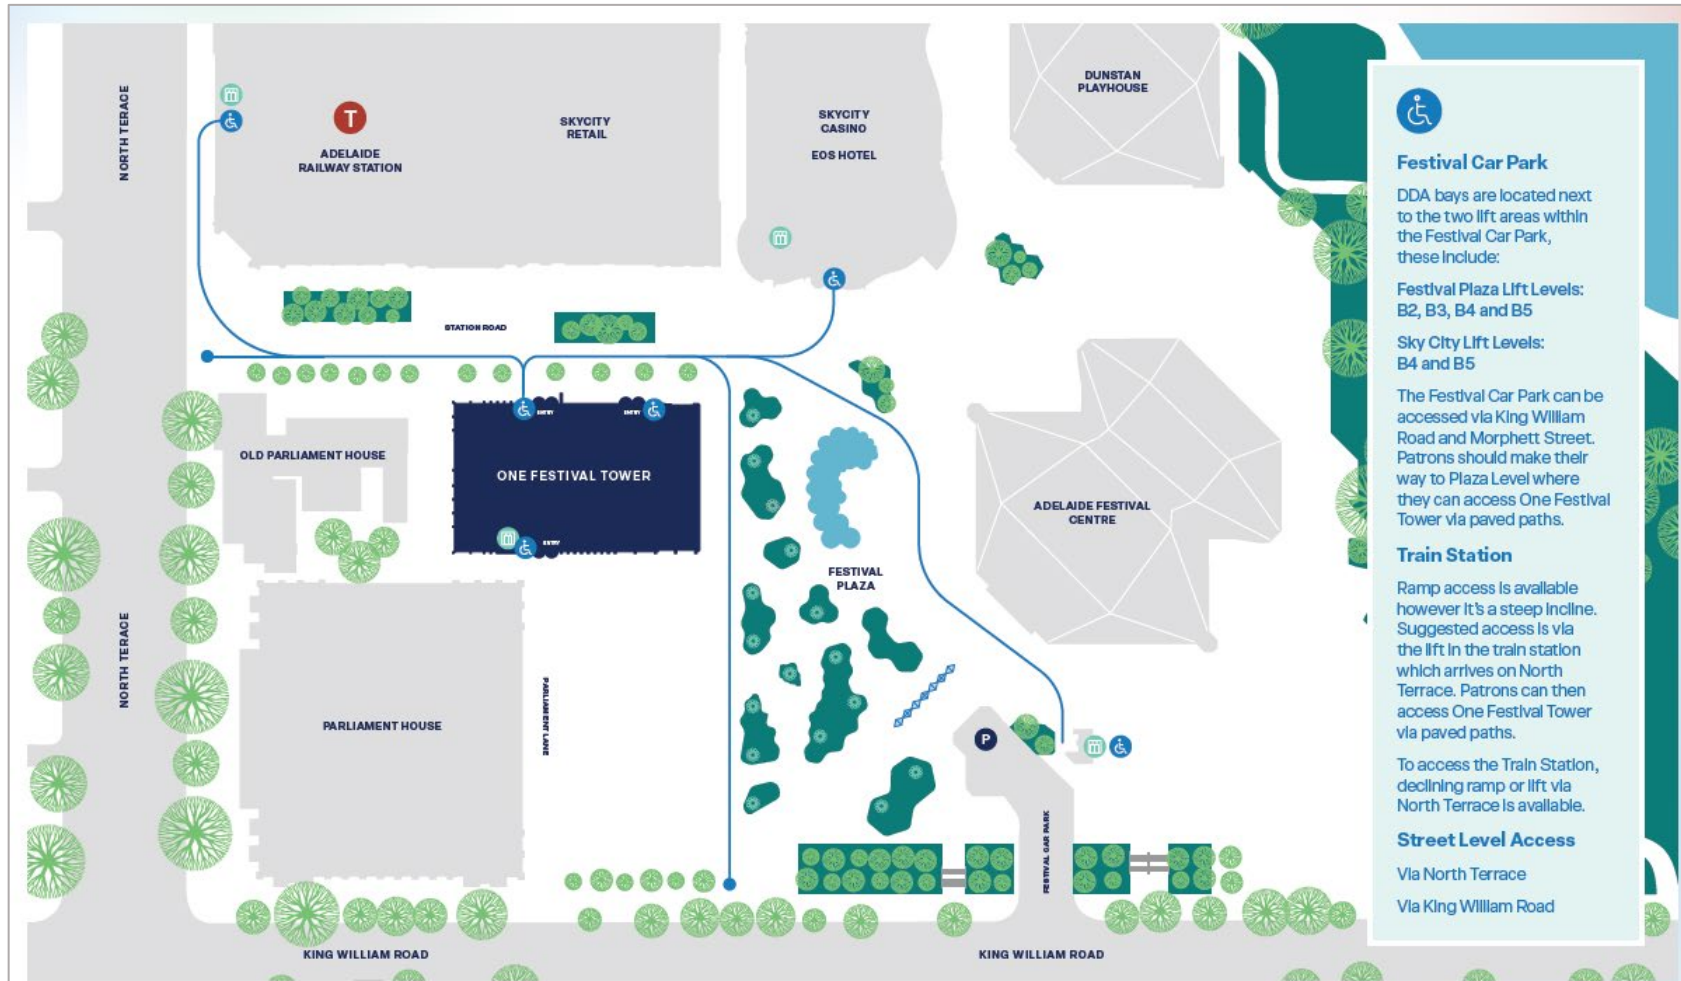 NORTH TERACE
T
ADELAIDE
RAILWAY STATION
SKYCITY
RETAIL
SKYCITY
CASINO
EOS HOTEL
DUNSTAN
PLAYHOUSE
STATION ROAD
OLD PARLIAMENT HOUSE
ENTRY
ENTRY
ONE FESTIVAL TOWER
ENTRY
ADELAIDE FESTIVAL
CENTRE
FESTIVAL
PLAZA
NORTH TERACE
PARLIAMENT HOUSE
PARLIAMENT LANE
P
FESTIVAL CAR PARK
KING WILLIAM ROAD
KING WILLIAM ROAD
Festival Car Park
DDA bays are located next
to the two lift areas within
the Festival Car Park,
these include:
Festival Plaza Lift Levels:
B2, B3, B4 and B5
Sky City Lift Levels:
B4 and B5
The Festival Car Park can be
accessed via King William
Road and Morphett Street.
Patrons should make their
way to Plaza Level where
they can access One Festival
Tower via paved paths.
Train Station
Ramp access is available
however it's a steep incline.
Suggested access is via
the lift in the train station
which arrives on North
Terrace. Patrons can then
access One Festival Tower
via paved paths.
To access the Train Station,
declining ramp or lift via
North Terrace is available.
Street Level Access
Via North Terrace
Via King William Road